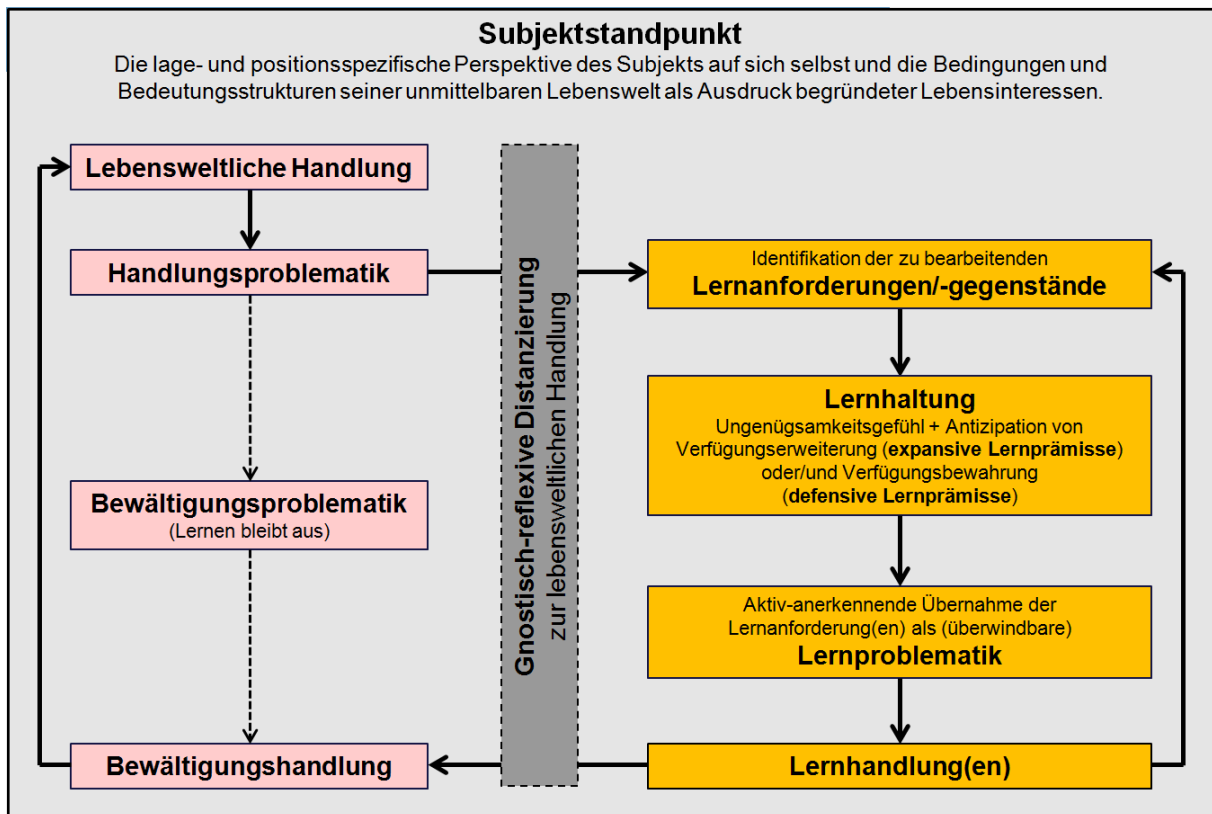 Subjektstandpunkt
Die lage- und positionsspezifische Perspektive des Subjekts auf sich selbst und die Bedingungen und
Bedeutungsstrukturen seiner unmittelbaren Lebenswelt als Ausdruck begründeter Lebensinteressen.
Lebensweltliche Handlung
Handlungsproblematik
Bewältigungsproblematik
(Lernen bleibt aus)
Bewältigungshandlung
Gnostisch-reflexive Distanzierung
zur lebensweltlichen Handlung
Identifikation der zu bearbeitenden
Lernanforderungen/-gegenstände
Lernhaltung
Ungenügsamkeitsgefühl + Antizipation von
Verfügungserweiterung (expansive Lernprämisse)
oder/und Verfügungsbewahrung
(defensive Lernprämisse)
Aktiv-anerkennende Übernahme der
Lernanforderung(en) als (überwindbare)
Lernproblematik
Lernhandlung(en)